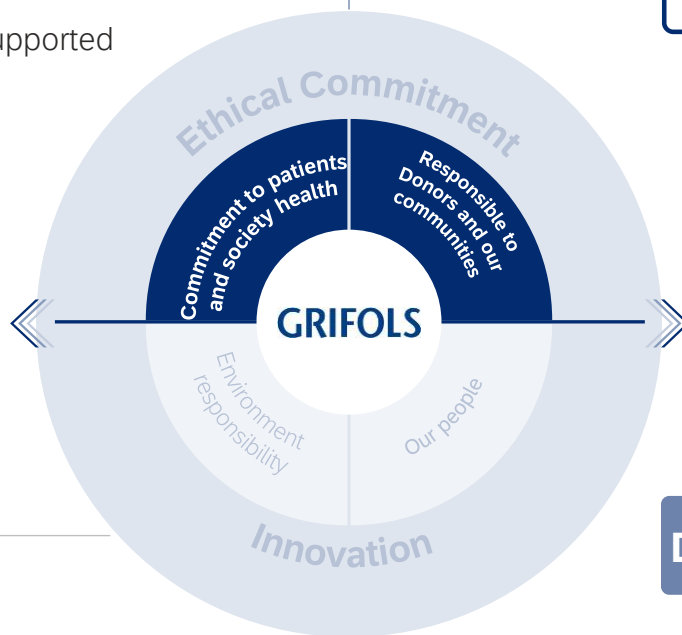 upported
Ethical Commitment
Commitment to patients
and society health
Responsible to
Donors and our
communities
GRIFOLS
Environment
responsibility
Our people
Innovation